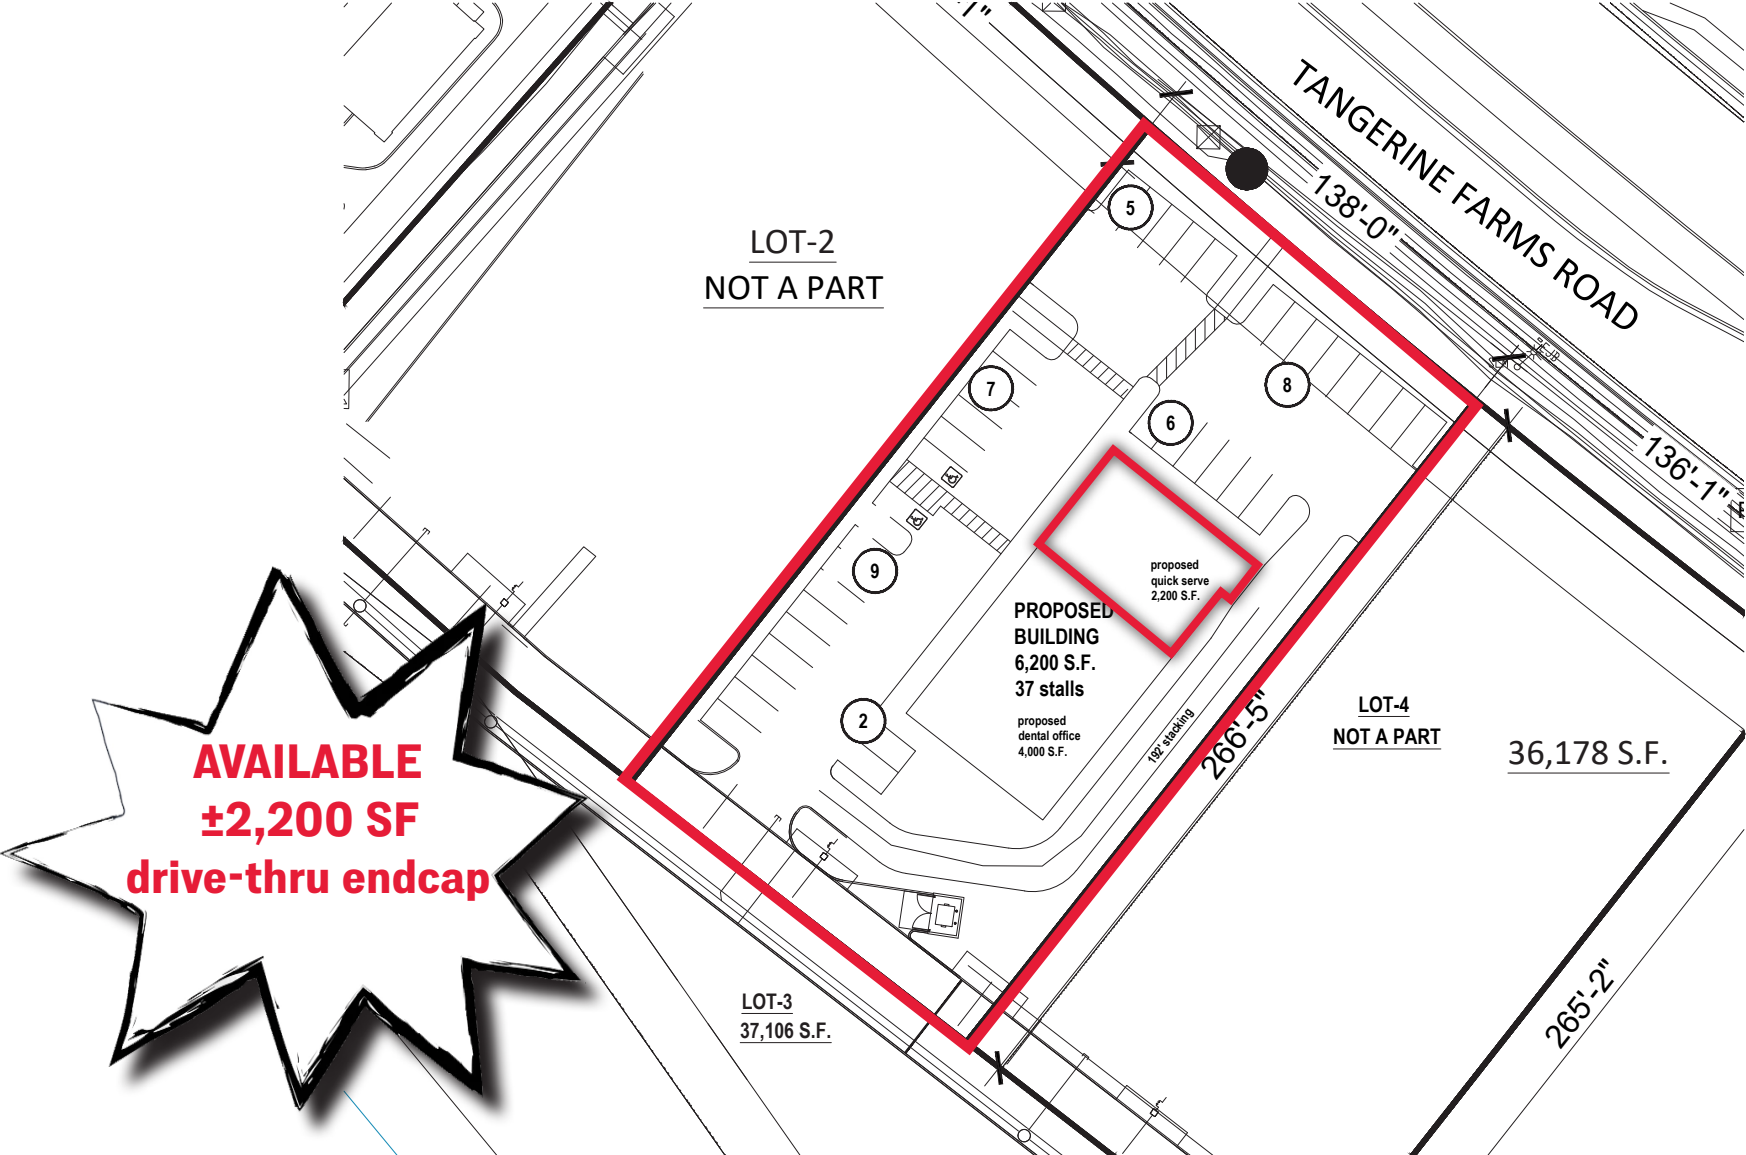 TANGERINE FARMS ROAD
138'-0"
136'-1"
LOT-2
NOT A PART
5
7
8
6
9
2
proposed
quick serve
2,200 S.F.
PROPOSED
BUILDING
6,200 S.F.
37 stalls
proposed
dental office
4,000 S.F.
192' stacking
266'-5"
LOT-4
NOT A PART
36,178 S.F.
265'-2"
LOT-3
37,106 S.F.
AVAILABLE
±2,200 SF
drive-thru endcap